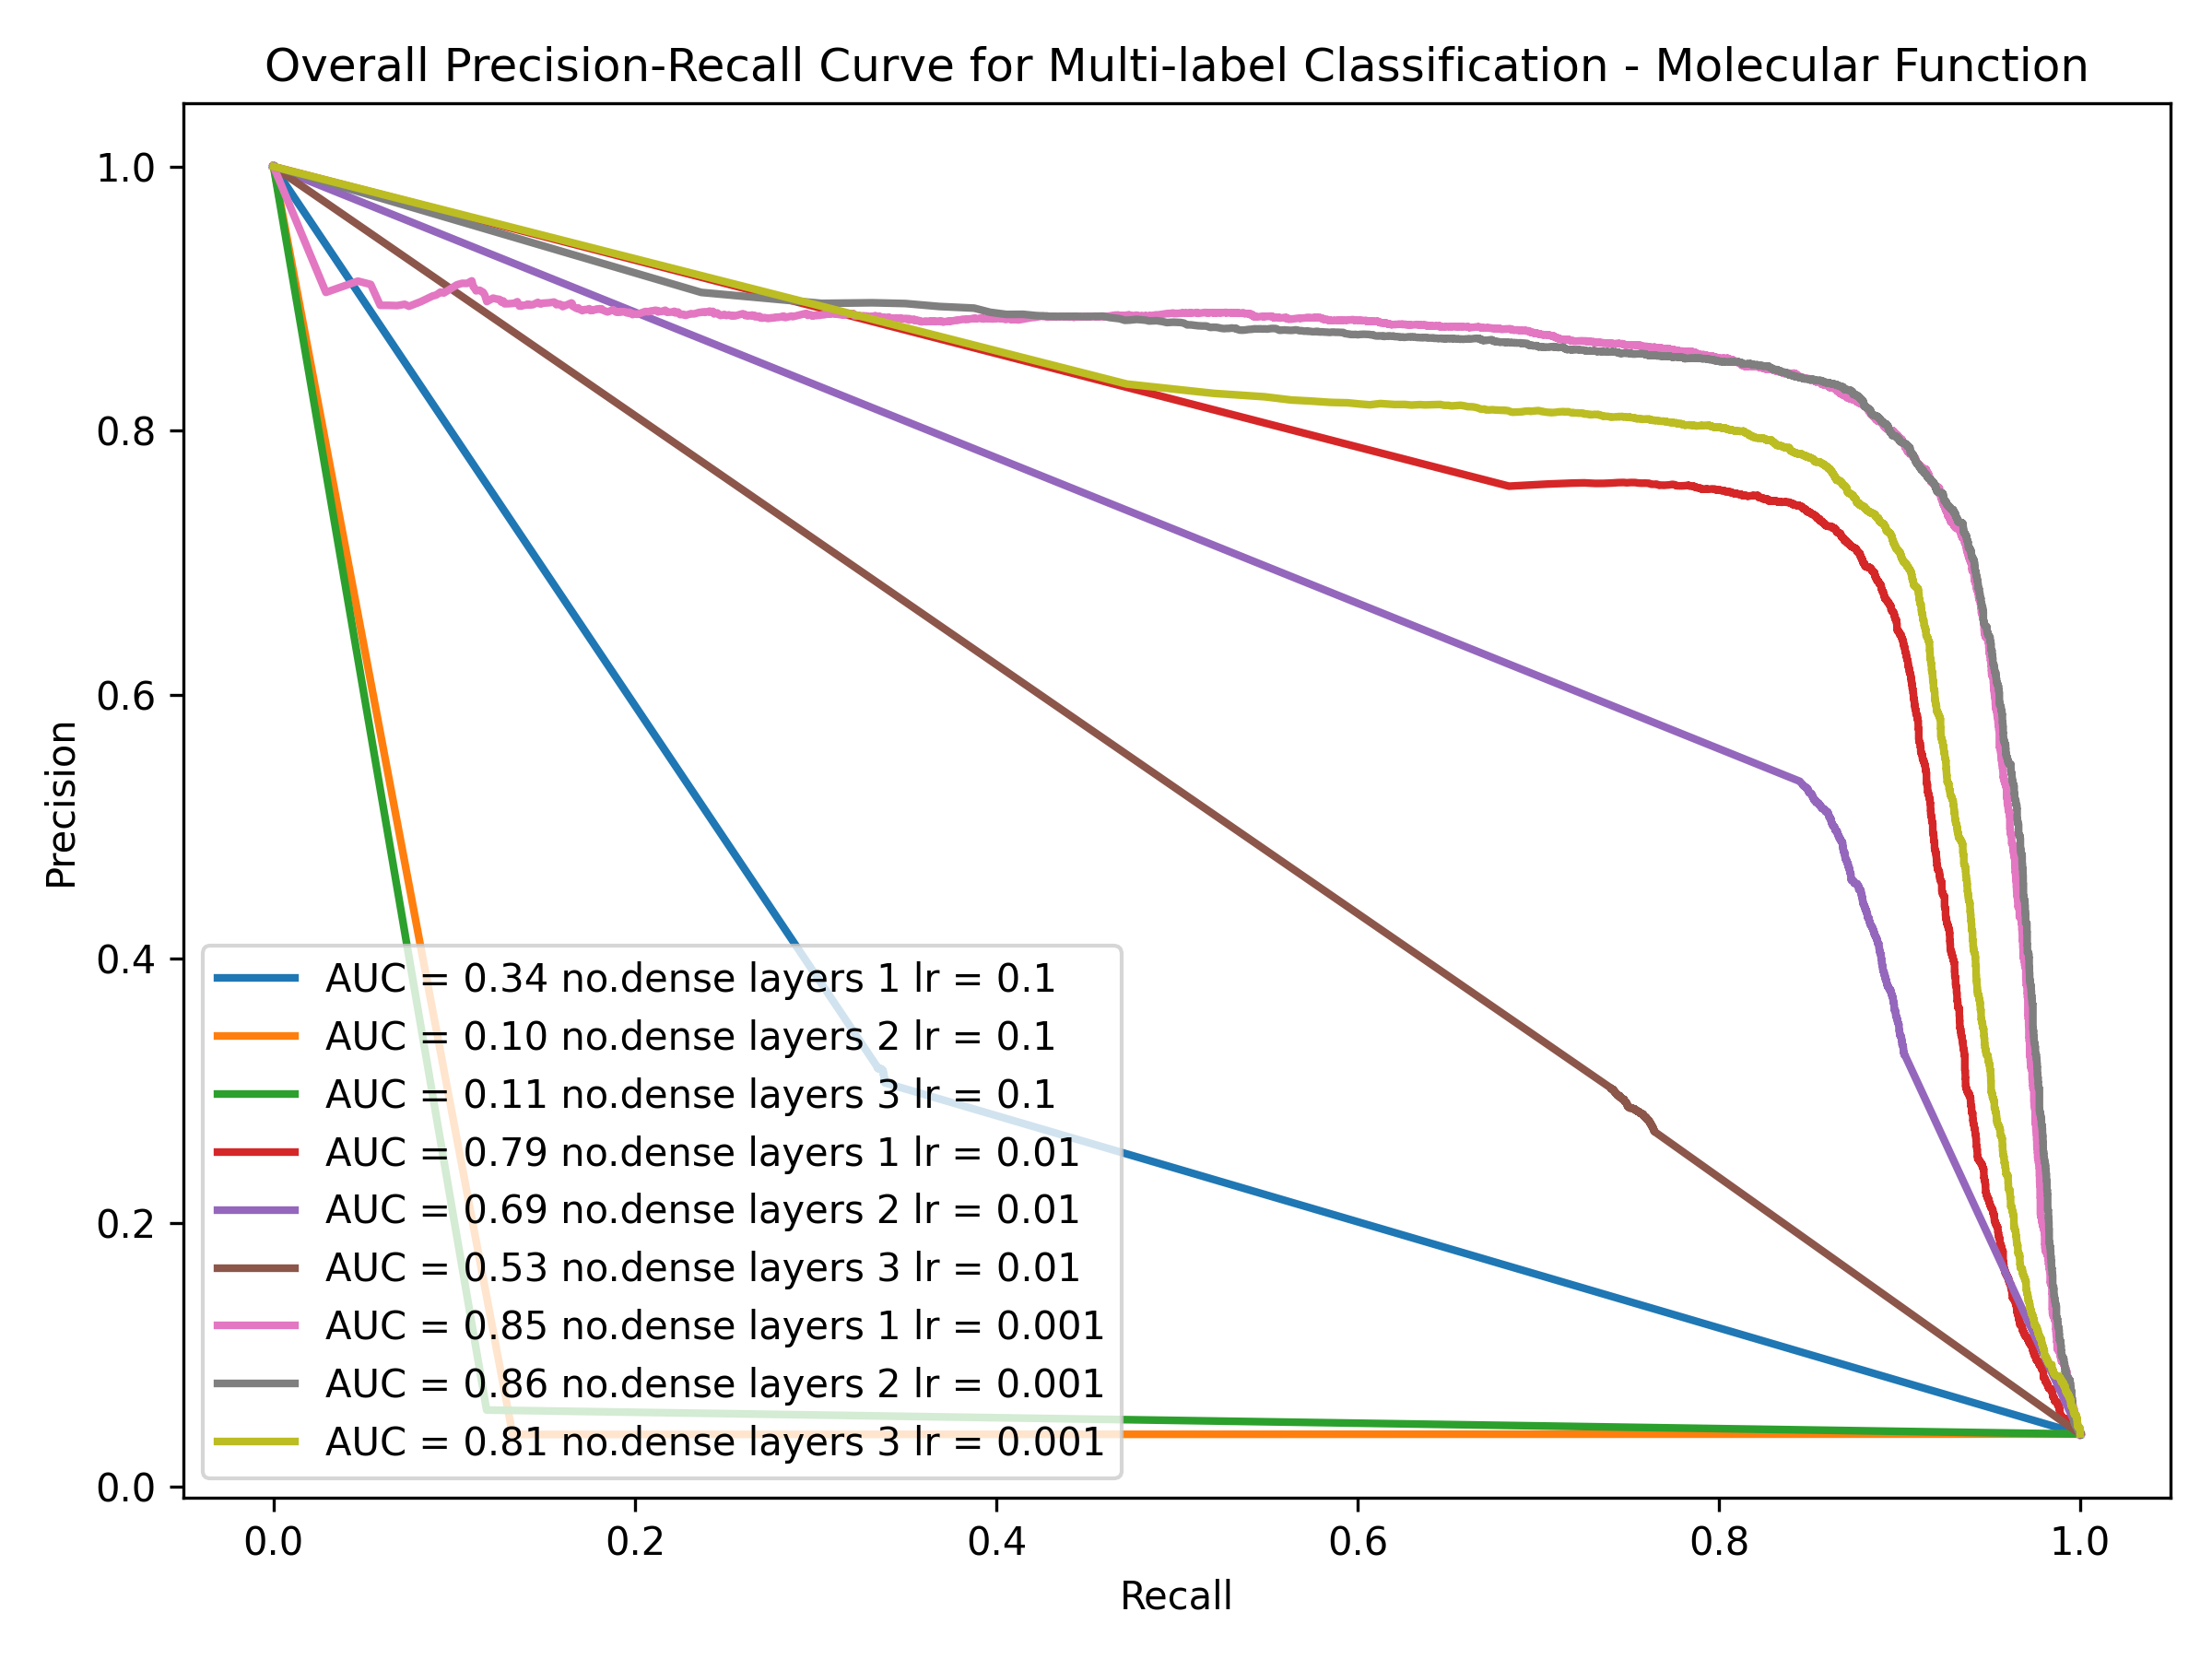 Overall Precision-Recall Curve for Multi-label Classification - Molecular Function
1.0
0.8
0.6
0.4
0.2
0.0
Precision
AUC = 0.34 no.dense layers 1 lr = 0.1
AUC = 0.10 no.dense layers 2 lr = 0.1
AUC = 0.11 no.dense layers 3 lr = 0.1
AUC = 0.79 no.dense layers 1 lr = 0.01
AUC = 0.69 no.dense layers 2 lr = 0.01
AUC = 0.53 no.dense layers 3 lr = 0.01
AUC = 0.85 no.dense layers 1 lr = 0.001
AUC = 0.86 no.dense layers 2 lr = 0.001
AUC = 0.81 no.dense layers 3 lr = 0.001
0.0 0.2 0.4 0.6 0.8 1.0
Recall